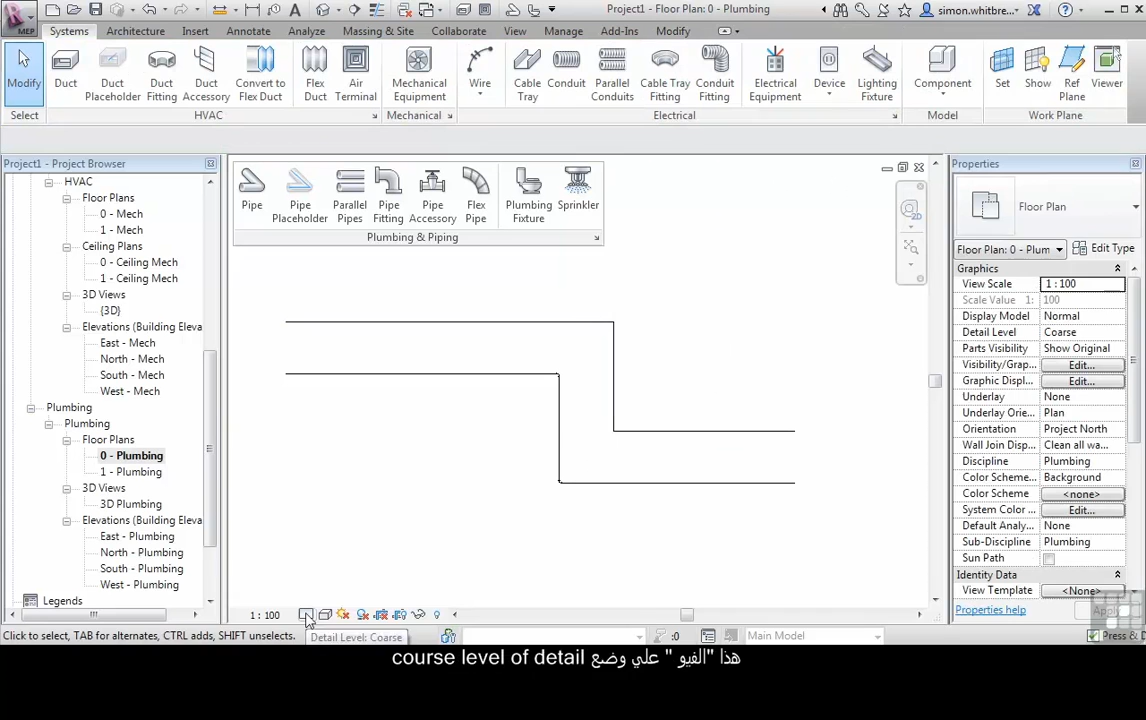 Project1 - Floor Plan: 0 - Plumbing
simon.whitbre...
MEP
Systems Architecture Insert Annotate Analyze Massing & Site Collaborate View Manage Add-Ins Modify
Modify
Duct
Duct Placeholder
Duct Fitting
Duct Accessory
Convert to Flex Duct
Flex Duct
Air Terminal
Mechanical Equipment
Wire
Cable Tray
Conduit
Parallel Conduits
Cable Tray Fitting
Conduit Fitting
Electrical Equipment
Device
Lighting Fixture
Component
Set
Show
Ref Plane
Viewer
Select HVAC Mechanical Electrical Model Work Plane
Project1 - Project Browser
HVAC
Floor Plans
0 - Mech
1 - Mech
Ceiling Plans
0 - Ceiling Mech
1 - Ceiling Mech
3D Views
{3D}
Elevations (Building Eleva
East - Mech
North - Mech
South - Mech
West - Mech
Plumbing
Plumbing
Floor Plans
0 - Plumbing
1 - Plumbing
3D Views
3D Plumbing
Elevations (Building Eleva
East - Plumbing
North - Plumbing
South - Plumbing
West - Plumbing
Legends
Pipe
Pipe Placeholder
Parallel Pipes
Pipe Fitting
Pipe Accessory
Flex Pipe
Plumbing Fixture
Sprinkler
Plumbing & Piping
2D
Properties
Floor Plan
Floor Plan: 0 - Plum Edit Type
Graphics
View Scale 1 : 100
Scale Value 1: 100
Display Model Normal
Detail Level Coarse
Parts Visibility Show Original
Visibility/Grap... Edit...
Graphic Displ... Edit...
Underlay None
Underlay Orie... Plan
Orientation Project North
Wall Join Disp... Clean all wa...
Discipline Plumbing
Color Scheme... Background
Color Scheme <none>
System Color ... Edit...
Default Analy... None
Sub-Discipline Plumbing
Sun Path
Identity Data
View Template <None>
Properties help Apply
1 : 100
Click to select, TAB for alternates, CTRL adds, SHIFT unselects.
Detail Level: Coarse
:0
Main Model
Press & D
هذا "الفيو " علي وضع course level of detail